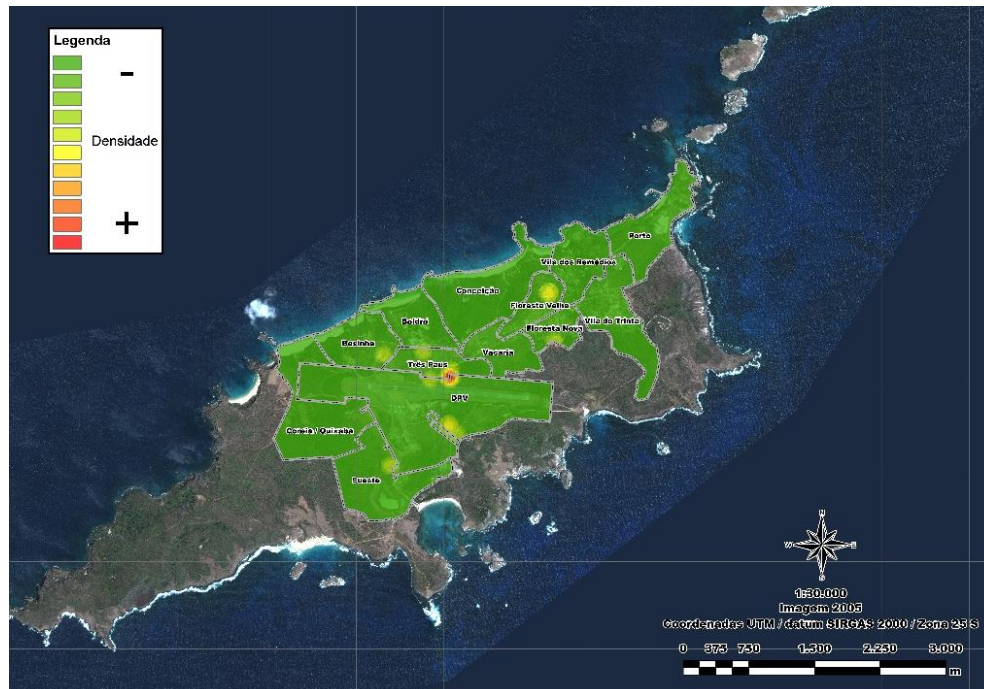 Legenda
-
Densidade
+
Porto
Vila dos Remédios
Conceição
Floresta Velha
Boldró
Vila do Trinta
Floresta Nova
Bosinha
Vacaria
Três Paus
DPV
Coreia / Quixaba
Sueste
N
W
E
S
1:30.000
Imagem 2005
Coordenadas UTM / datum SIRGAS 2000 / Zona 25 S
0 375 750 1.500 2.250 3.000
m